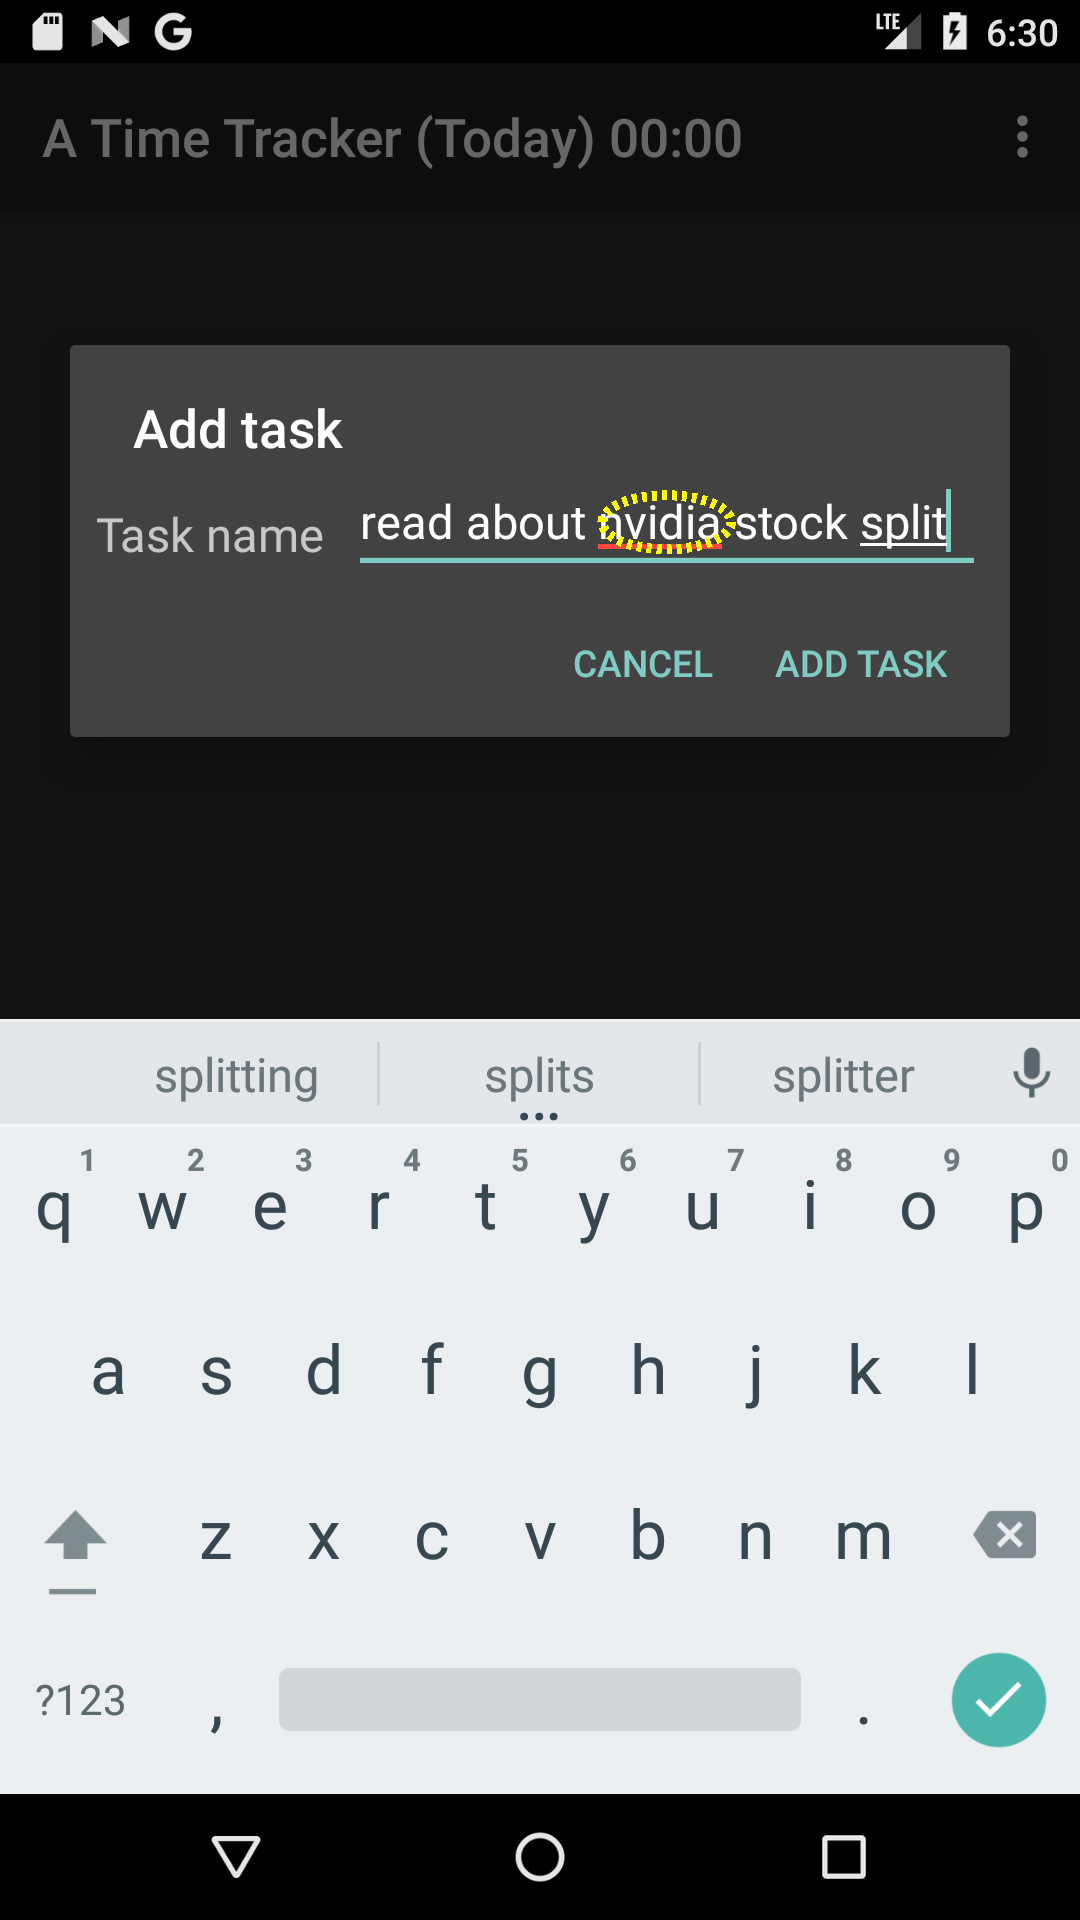 LTE 6:30
A Time Tracker (Today) 00:00
Add task
Task name read about nvidia stock split
CANCEL ADD TASK
splitting splits splitter
1 2 3 4 5 6 7 8 9 0
q w e r t y u i o p
a s d f g h j k l
z x c v b n m
?123 , .